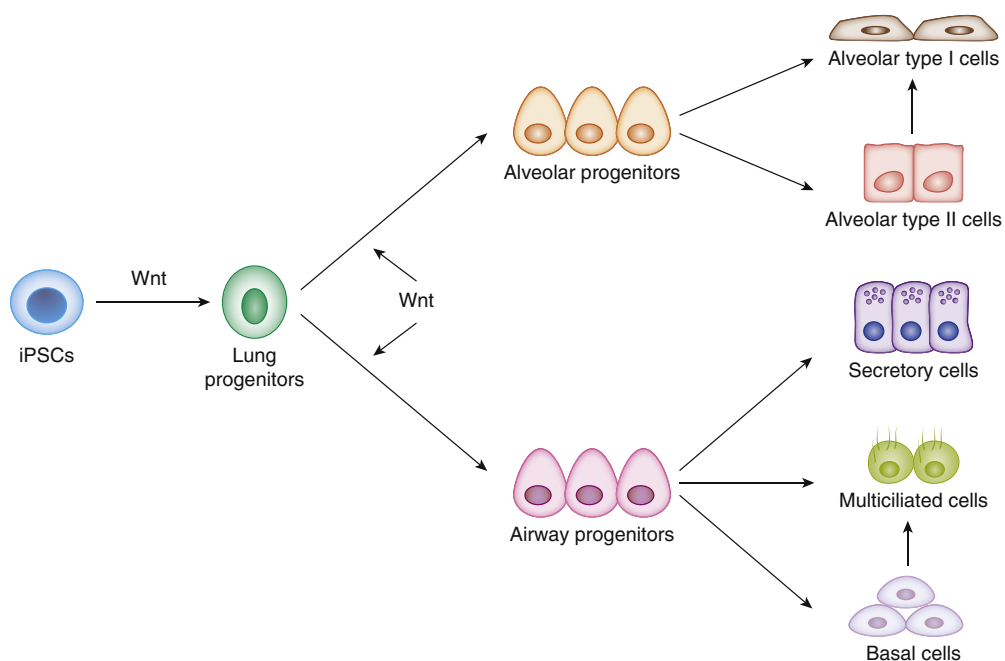 Alveolar type I cells
Alveolar progenitors
Alveolar type II cells
Wnt
Wnt
iPSCs
Lung
progenitors
Secretory cells
Multiciliated cells
Airway progenitors
Basal cells